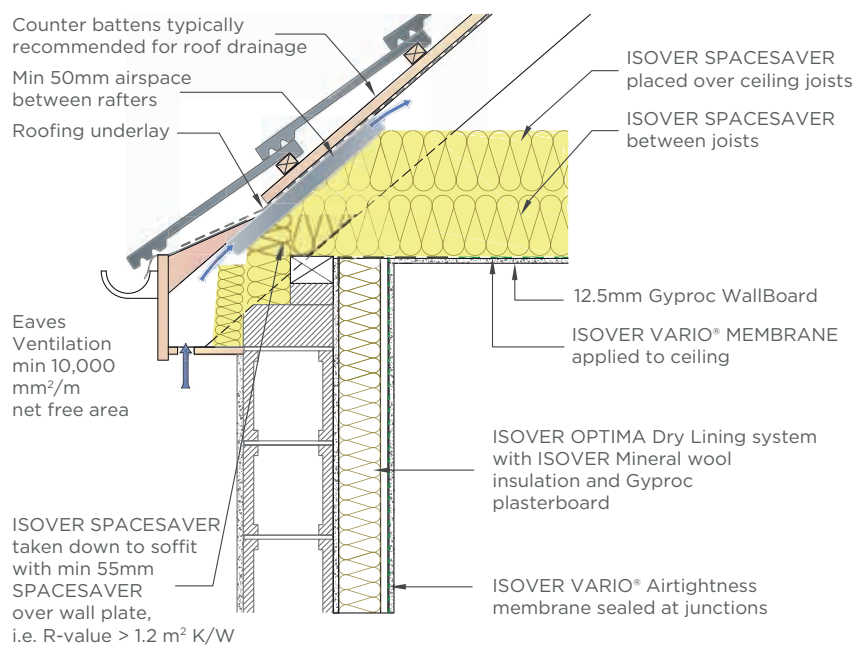 Counter battens typically
recommended for roof drainage
Min 50mm airspace
between rafters
Roofing underlay
ISOVER SPACESAVER
placed over ceiling joists
ISOVER SPACESAVER
between joists
12.5mm Gyproc WallBoard
ISOVER VARIO® MEMBRANE
applied to ceiling
Eaves
Ventilation
min 10,000
mm²/m
net free area
ISOVER OPTIMA Dry Lining system
with ISOVER Mineral wool
insulation and Gyproc
plasterboard
ISOVER SPACESAVER
taken down to soffit
with min 55mm
SPACESAVER
over wall plate,
i.e. R-value > 1.2 m² K/W
ISOVER VARIO® Airtightness
membrane sealed at junctions